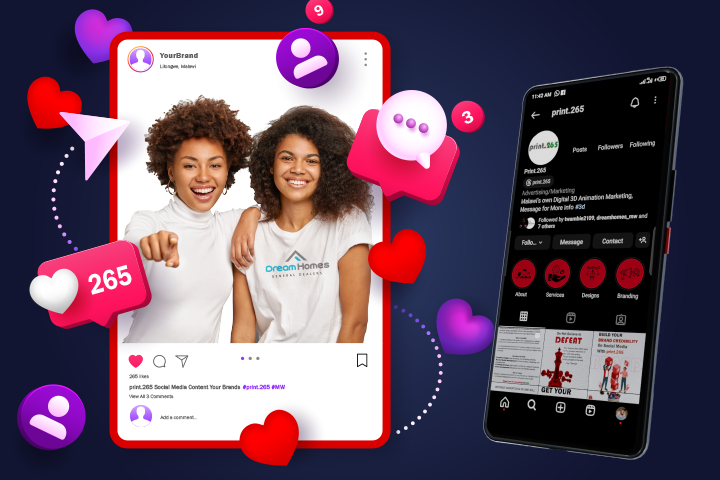 9
YourBrand
Lilongwe, Malawi
3
265
Dream Homes
GENERAL DEALERS
265 likes
print.265 Social Media Content Your Brands #print.265 #MW
View All 3 Comments
Add a comment...
11:42 AM
print.265
print.265
Posts Followers Following
Print.265
print.265
Advertising/Marketing
Malawi's own Digital 3D Animation Marketing,
Message for More Info #3d
Followed by twambie2109, dreamhomes_mw and
7 others
Follo... Message Contact
About Services Designs Branding
DEFEAT
GET YOUR
BUILD YOUR
BRAND CREDIBILITY
On Social Media
With print.265